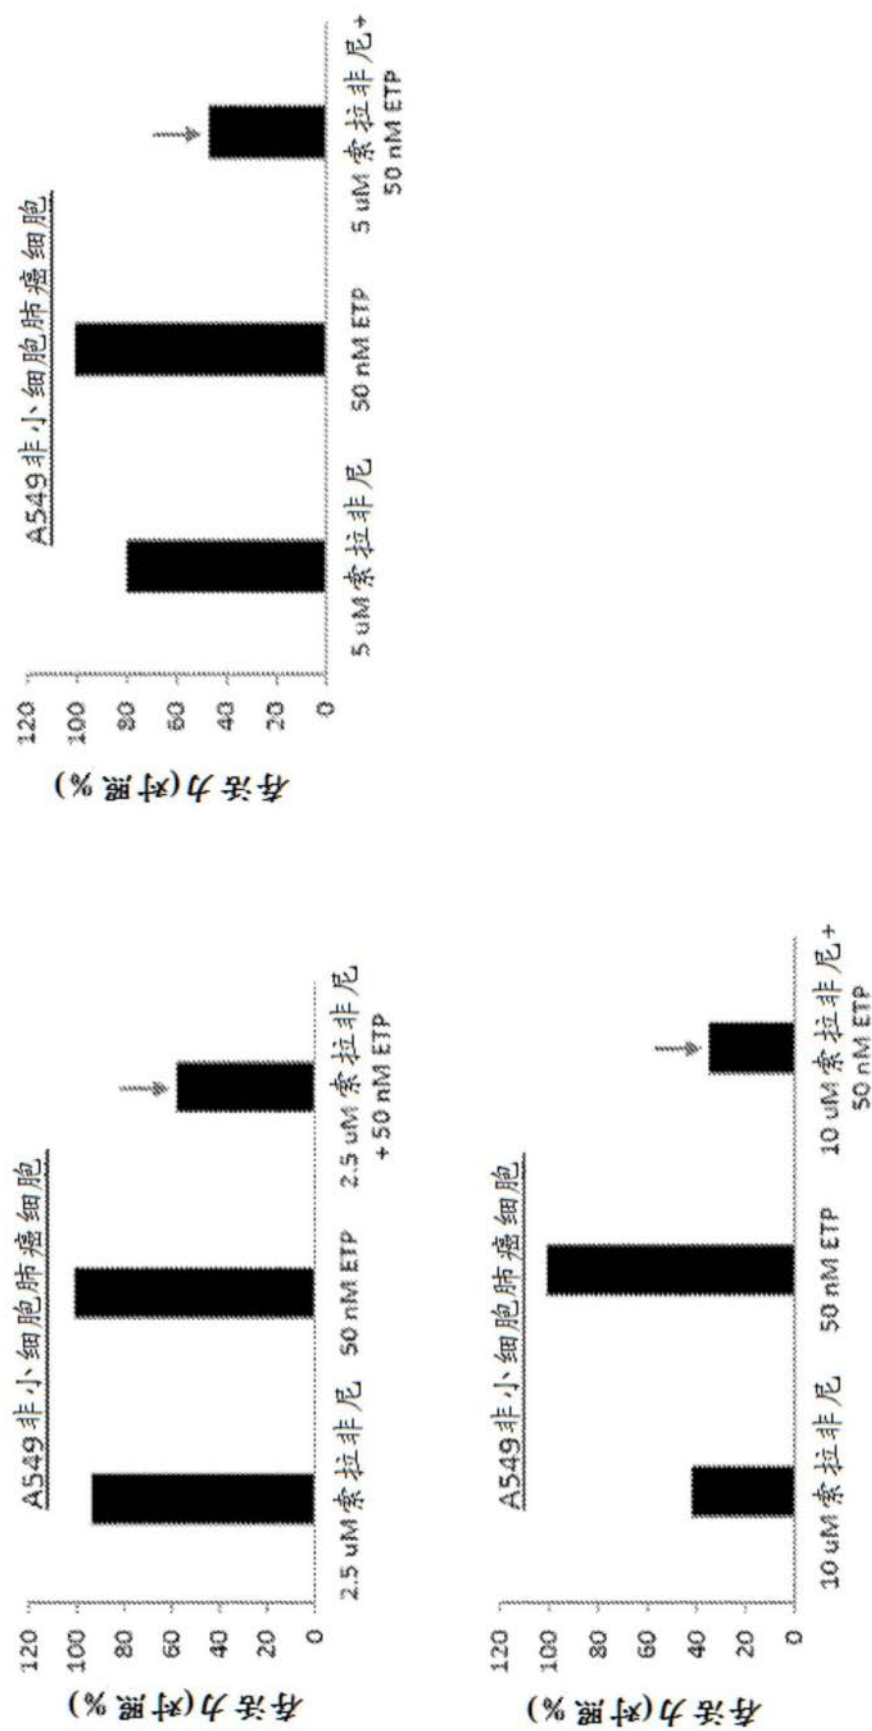 A549非小细胞肺癌细胞
存活力(对照%)
120
100
80
60
40
20
0
2.5 uM 索拉非尼
50 nM ETP
2.5 uM 索拉非尼
+ 50 nM ETP
A549非小细胞肺癌细胞
存活力(对照%)
120
100
80
60
40
20
0
5 uM 索拉非尼
50 nM ETP
5 uM 索拉非尼+
50 nM ETP
A549非小细胞肺癌细胞
存活力(对照%)
120
100
80
60
40
20
0
10 uM 索拉非尼
50 nM ETP
10 uM 索拉非尼+
50 nM ETP